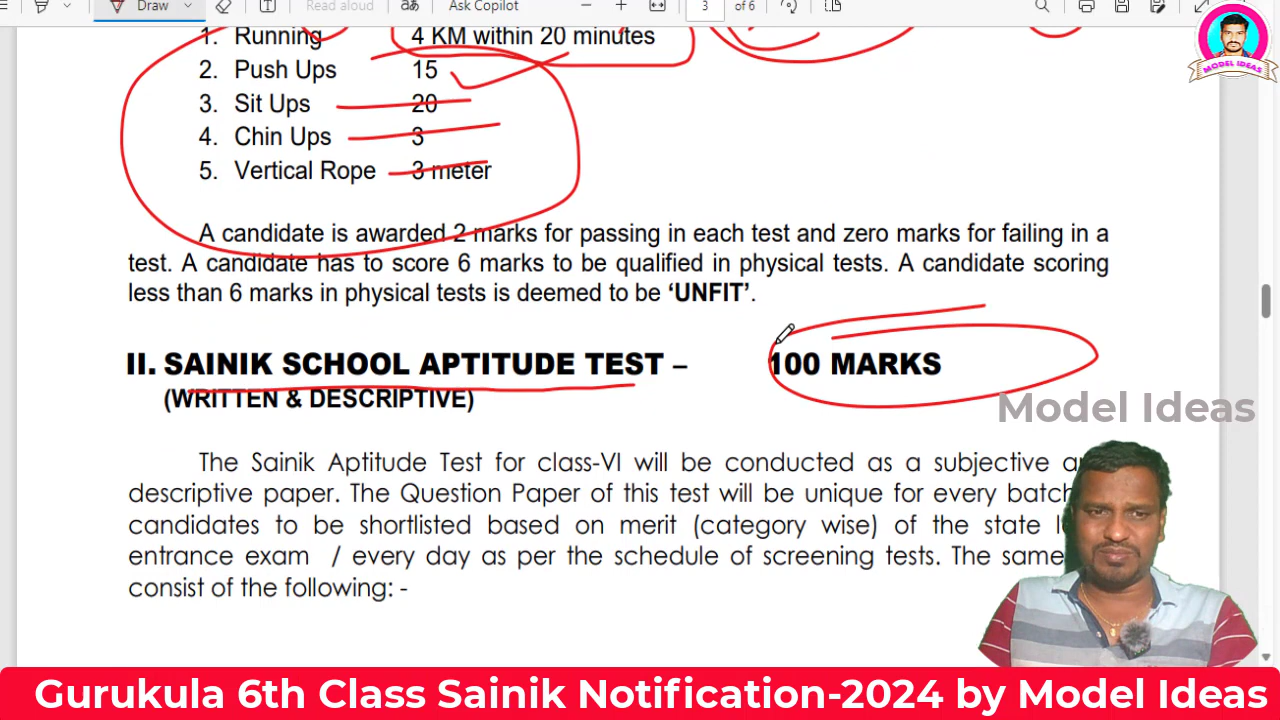 Draw
Read aloud
Ask Copilot
3 of 6
MODEL IDEAS
1. Running 4 KM within 20 minutes
2. Push Ups 15
3. Sit Ups 20
4. Chin Ups 3
5. Vertical Rope 3 meter
A candidate is awarded 2 marks for passing in each test and zero marks for failing in a
test. A candidate has to score 6 marks to be qualified in physical tests. A candidate scoring
less than 6 marks in physical tests is deemed to be ‘UNFIT’.
II. SAINIK SCHOOL APTITUDE TEST – 100 MARKS
(WRITTEN & DESCRIPTIVE)
Model Ideas
The Sainik Aptitude Test for class-VI will be conducted as a subjective
descriptive paper. The Question Paper of this test will be unique for every batch
candidates to be shortlisted based on merit (category wise) of the state
entrance exam / every day as per the schedule of screening tests. The same
consist of the following: -
Gurukula 6th Class Sainik Notification-2024 by Model Ideas